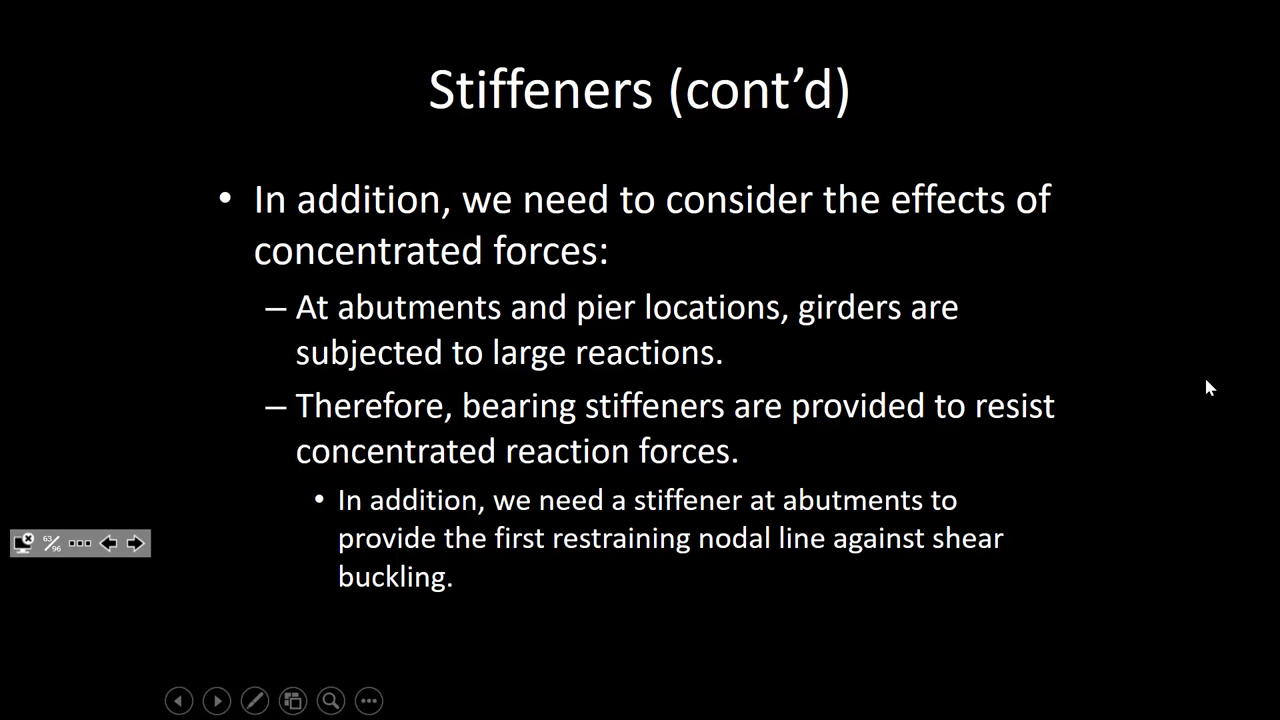 Stiffeners (cont’d)
• In addition, we need to consider the effects of
concentrated forces:
– At abutments and pier locations, girders are
subjected to large reactions.
– Therefore, bearing stiffeners are provided to resist
concentrated reaction forces.
• In addition, we need a stiffener at abutments to
provide the first restraining nodal line against shear
buckling.
63/96